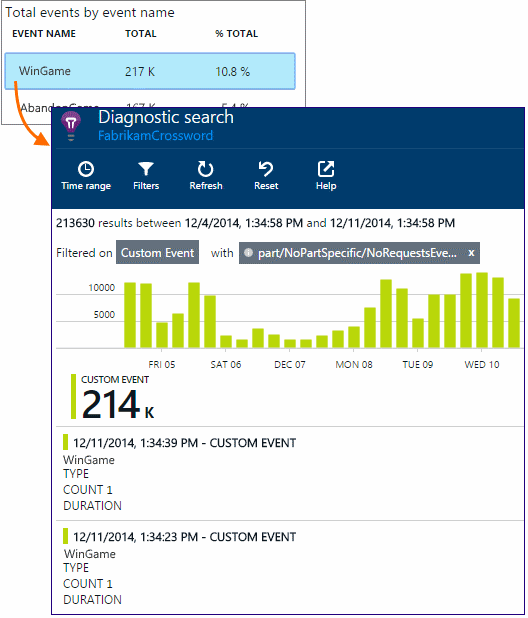 Total events by event name
EVENT NAME TOTAL % TOTAL
WinGame 217 K 10.8 %
Diagnostic search
FabrikamCrossword
Time range Filters Refresh Reset Help
213630 results between 12/4/2014, 1:34:58 PM and 12/11/2014, 1:34:58 PM
Filtered on Custom Event with part/NoPartSpecific/NoRequestsEve... x
10000
5000
FRI 05 SAT 06 DEC 07 MON 08 TUE 09 WED 10
CUSTOM EVENT
214 K
12/11/2014, 1:34:39 PM - CUSTOM EVENT
WinGame
TYPE
COUNT 1
DURATION
12/11/2014, 1:34:23 PM - CUSTOM EVENT
WinGame
TYPE
COUNT 1
DURATION